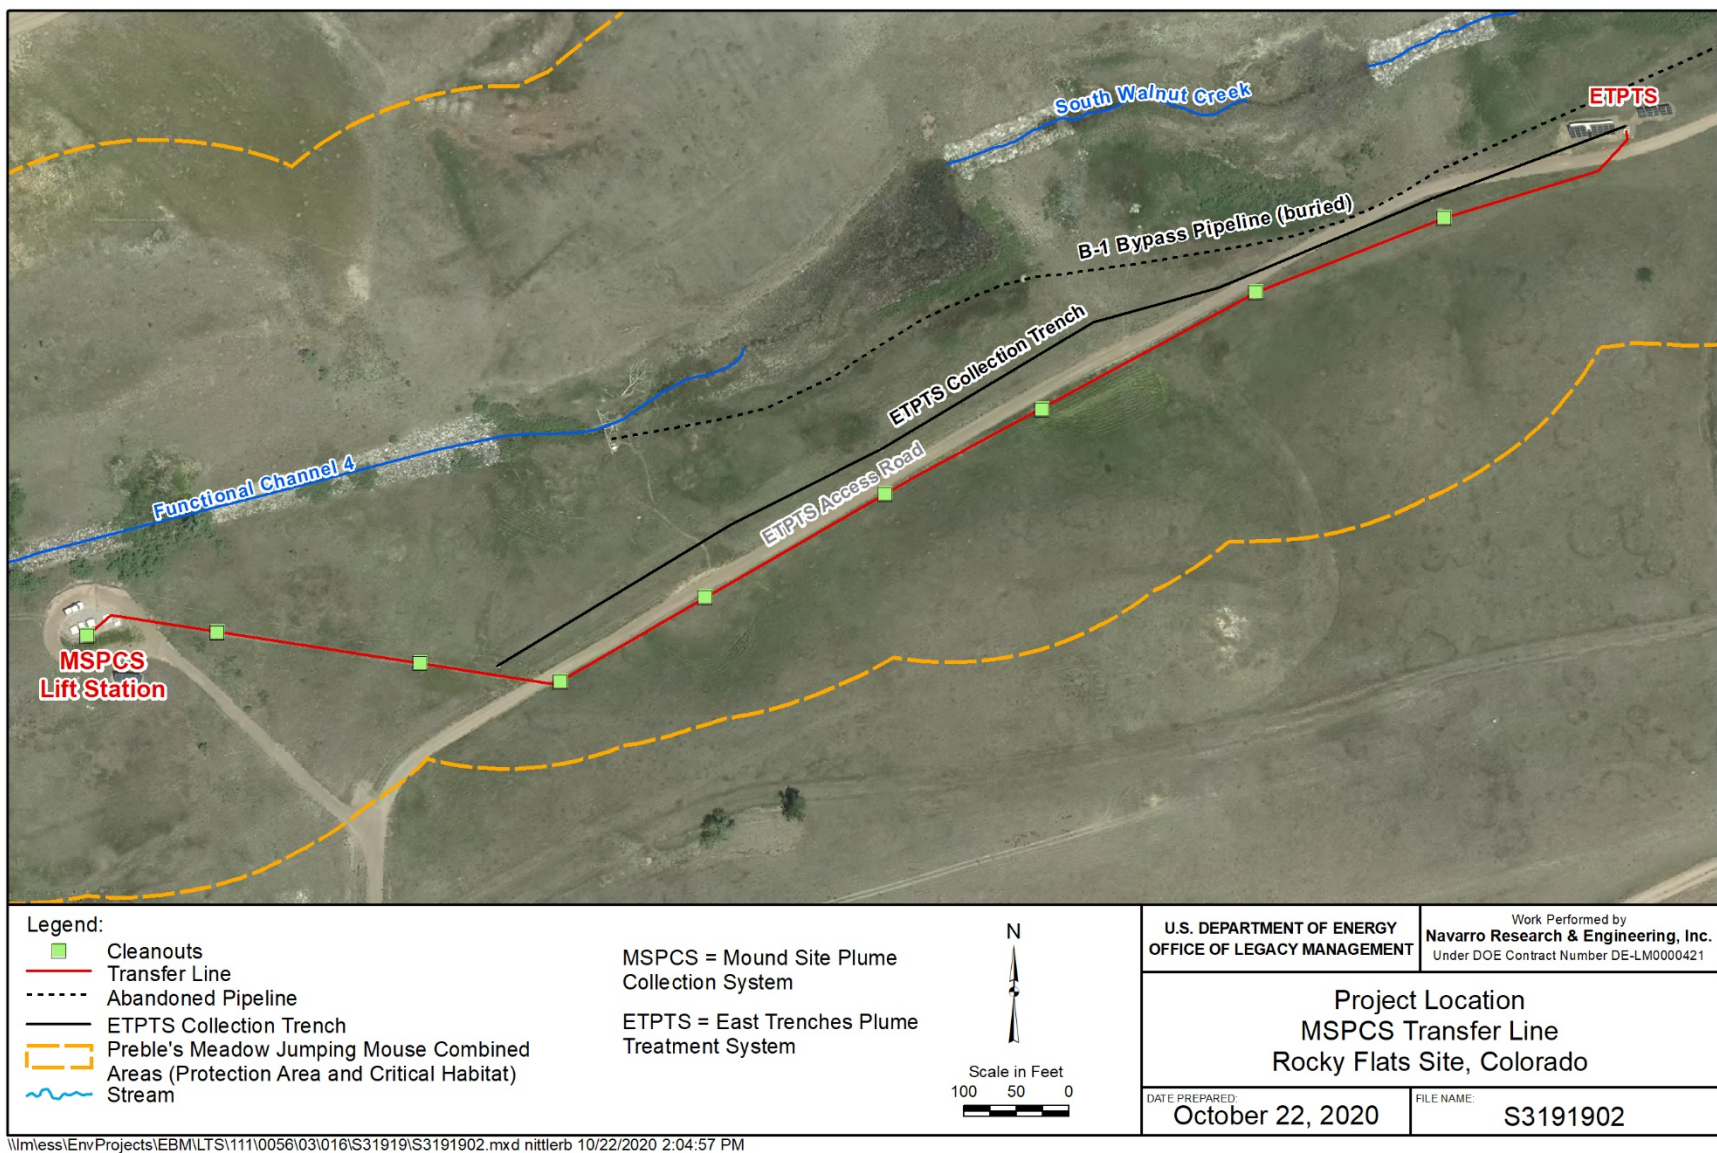 South Walnut Creek
ETPTS
B-1 Bypass Pipeline (buried)
ETPTS Collection Trench
ETPTS Access Road
Functional Channel 4
MSPCS
Lift Station
Legend:
Cleanouts
Transfer Line
Abandoned Pipeline
ETPTS Collection Trench
Preble's Meadow Jumping Mouse Combined
Areas (Protection Area and Critical Habitat)
Stream
MSPCS = Mound Site Plume
Collection System
ETPTS = East Trenches Plume
Treatment System
N
Scale in Feet
100 50 0
U.S. DEPARTMENT OF ENERGY
OFFICE OF LEGACY MANAGEMENT
Work Performed by
Navarro Research & Engineering, Inc.
Under DOE Contract Number DE-LM0000421
Project Location
MSPCS Transfer Line
Rocky Flats Site, Colorado
DATE PREPARED:
October 22, 2020
FILE NAME:
S3191902
\\lm\ess\EnvProjects\EBM\LTS\111\0056\03\016\S31919\S3191902.mxd nittlerb 10/22/2020 2:04:57 PM